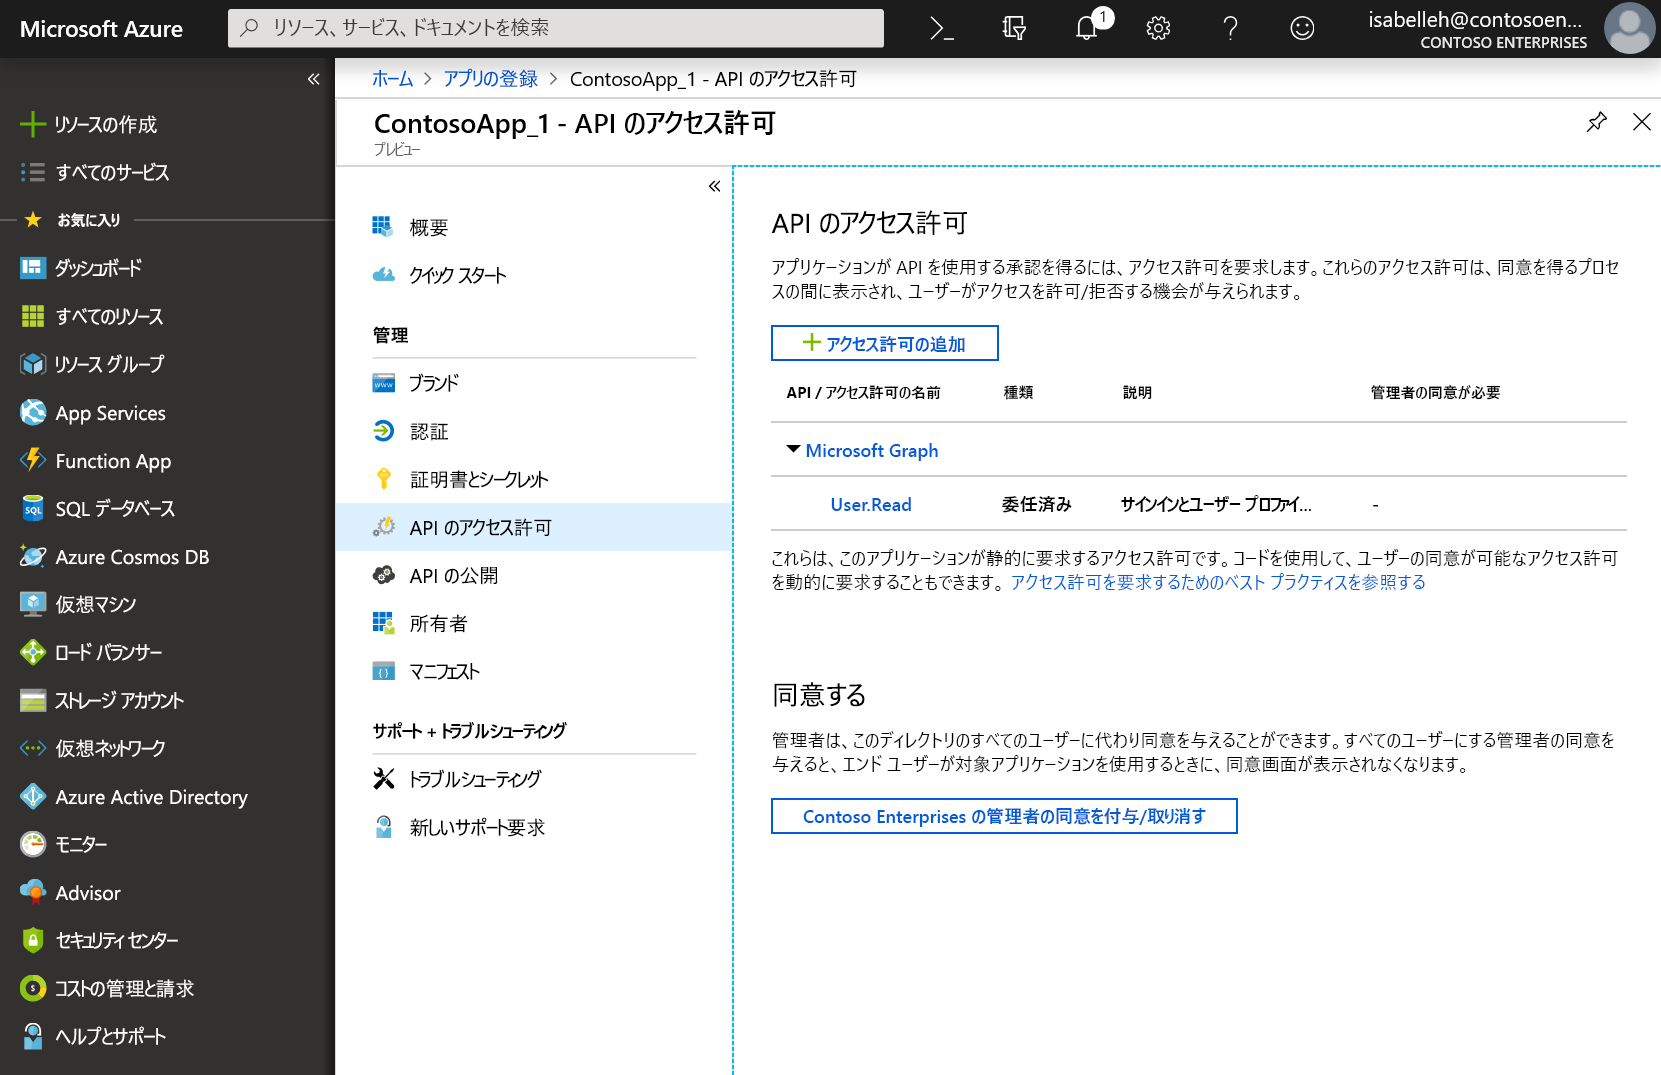 Microsoft Azure
リソース、サービス、ドキュメントを検索
1
isabelleh@contosoen...
CONTOSO ENTERPRISES
リソースの作成
すべてのサービス
お気に入り
ダッシュボード
すべてのリソース
リソース グループ
App Services
Function App
SQL データベース
Azure Cosmos DB
仮想マシン
ロード バランサー
ストレージ アカウント
仮想ネットワーク
Azure Active Directory
モニター
Advisor
セキュリティ センター
コストの管理と請求
ヘルプとサポート
ホーム > アプリの登録 > ContosoApp_1 - API のアクセス許可
ContosoApp_1 - API のアクセス許可
プレビュー
概要
クイック スタート
管理
ブランド
認証
証明書とシークレット
API のアクセス許可
API の公開
所有者
マニフェスト
サポート + トラブルシューティング
トラブルシューティング
新しいサポート要求
API のアクセス許可
アプリケーションが API を使用する承認を得るには、アクセス許可を要求します。これらのアクセス許可は、同意を得るプロセ
スの間に表示され、ユーザーがアクセスを許可/拒否する機会が与えられます。
アクセス許可の追加
API / アクセス許可の名前 種類 説明 管理者の同意が必要
Microsoft Graph
User.Read 委任済み サインインとユーザー プロファイ... -
これらは、このアプリケーションが静的に要求するアクセス許可です。コードを使用して、ユーザーの同意が可能なアクセス許可
を動的に要求することもできます。 アクセス許可を要求するためのベスト プラクティスを参照する
同意する
管理者は、このディレクトリのすべてのユーザーに代わり同意を与えることができます。すべてのユーザーにする管理者の同意を
与えると、エンド ユーザーが対象アプリケーションを使用するときに、同意画面が表示されなくなります。
Contoso Enterprises の管理者の同意を付与/取り消す